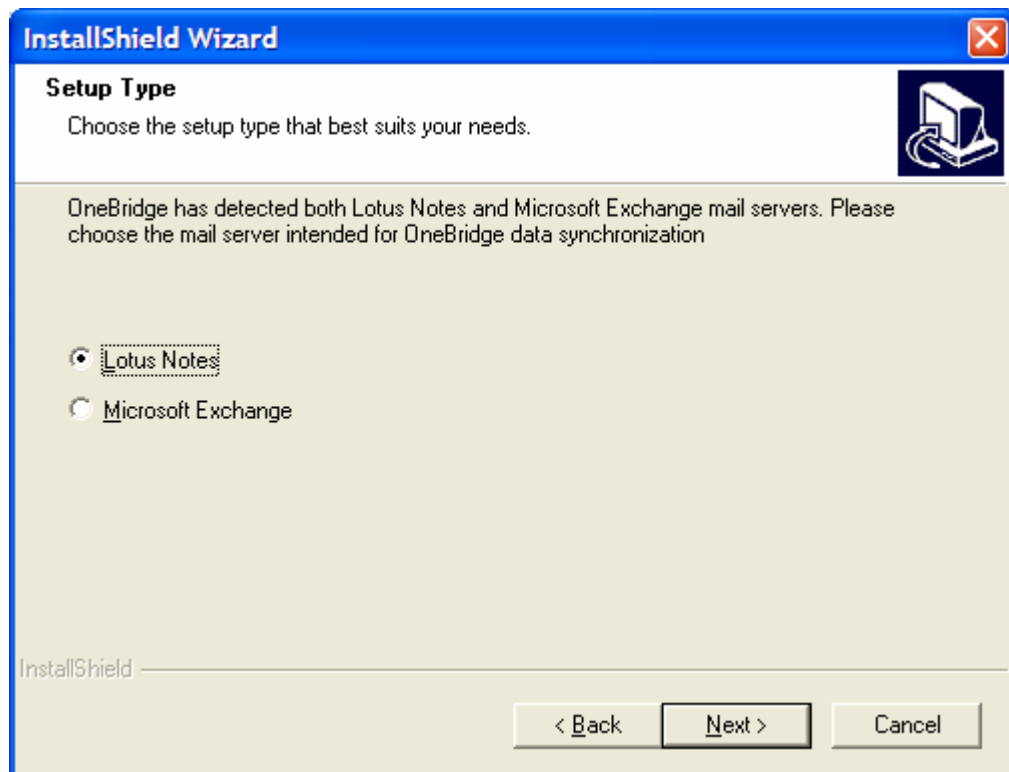 InstallShield Wizard
Setup Type
Choose the setup type that best suits your needs.
OneBridge has detected both Lotus Notes and Microsoft Exchange mail servers. Please
choose the mail server intended for OneBridge data synchronization
Lotus Notes
Microsoft Exchange
InstallShield
< Back Next > Cancel